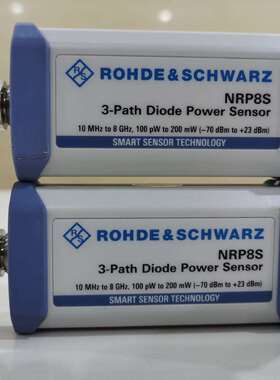 R S ROHDE & SCHWARZ
NRP8S
3-Path Diode Power Sensor
10 MHz to 8 GHz, 100 pW to 200 mW (−70 dBm to +23 dBm)
SMART SENSOR TECHNOLOGY
R S ROHDE & SCHWARZ
NRP8S
3-Path Diode Power Sensor
10 MHz to 8 GHz, 100 pW to 200 mW (−70 dBm to +23 dBm)
SMART SENSOR TECHNOLOGY